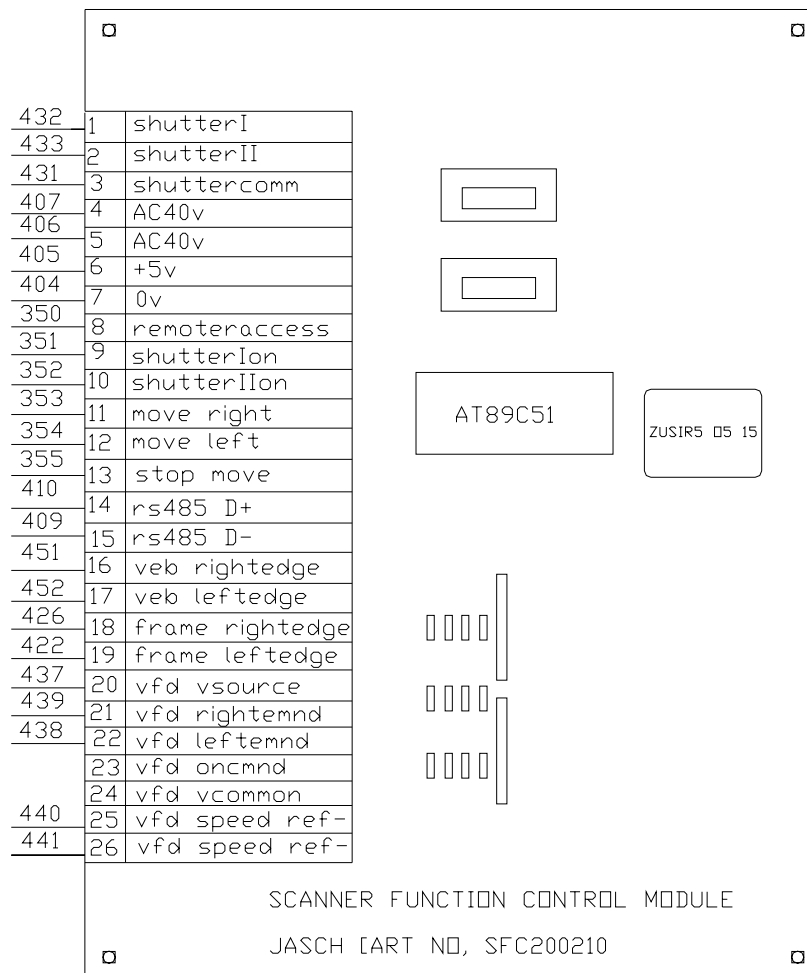 432 1 shutterI
433 2 shutterII
431 3 shuttercomm
407 4 AC40v
406 5 AC40v
405 6 +5v
404 7 0v
350 8 remoteraccess
351 9 shutterIon
352 10 shutterIIon
353 11 move right
354 12 move left
355 13 stop move
410 14 rs485 D+
409 15 rs485 D-
451 16 veb rightedge
452 17 veb leftedge
426 18 frame rightedge
422 19 frame leftedge
437 20 vfd vsource
439 21 vfd rightemnd
438 22 vfd leftemnd
23 vfd oncmnd
24 vfd vcommon
440 25 vfd speed ref-
441 26 vfd speed ref-
AT89C51
ZUSIR5 05 15
SCANNER FUNCTION CONTROL MODULE
JASCH [ART NO, SFC200210